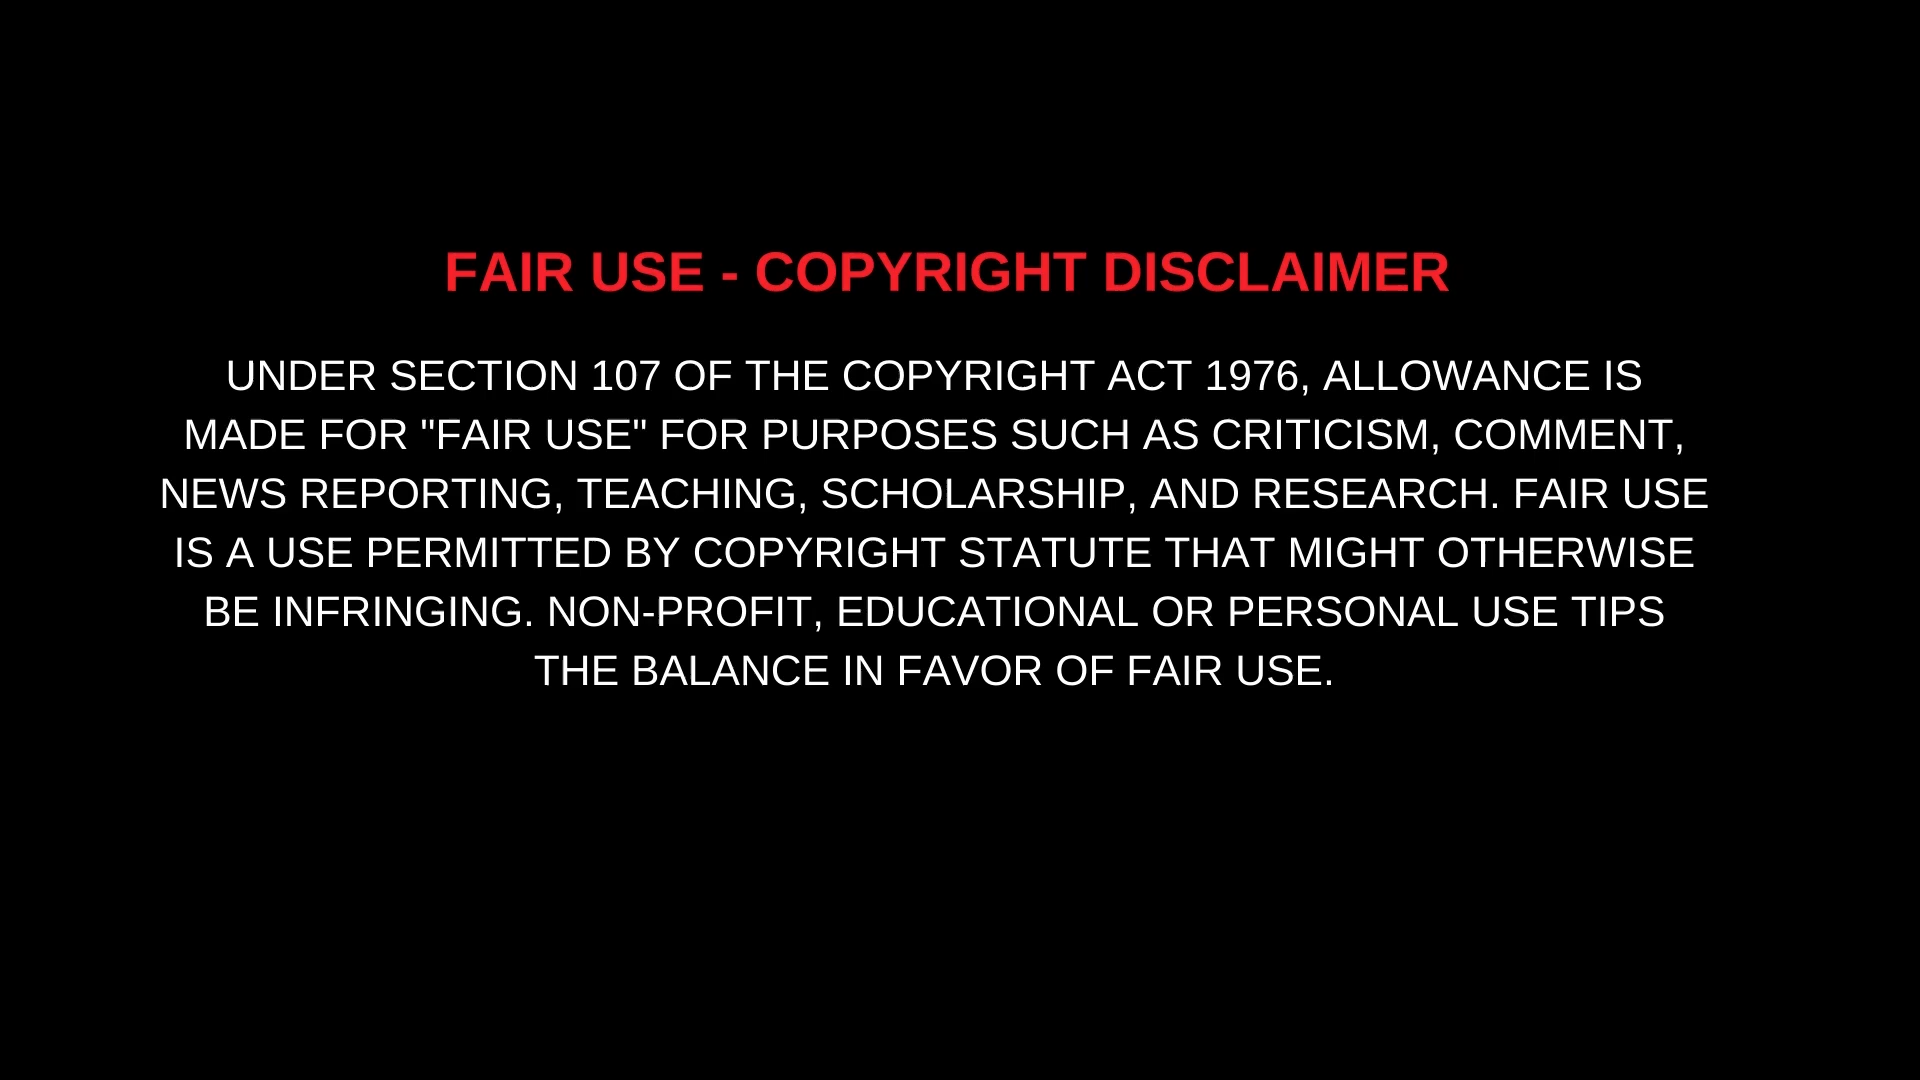 FAIR USE - COPYRIGHT DISCLAIMER
UNDER SECTION 107 OF THE COPYRIGHT ACT 1976, ALLOWANCE IS
MADE FOR "FAIR USE" FOR PURPOSES SUCH AS CRITICISM, COMMENT,
NEWS REPORTING, TEACHING, SCHOLARSHIP, AND RESEARCH. FAIR USE
IS A USE PERMITTED BY COPYRIGHT STATUTE THAT MIGHT OTHERWISE
BE INFRINGING. NON-PROFIT, EDUCATIONAL OR PERSONAL USE TIPS
THE BALANCE IN FAVOR OF FAIR USE.